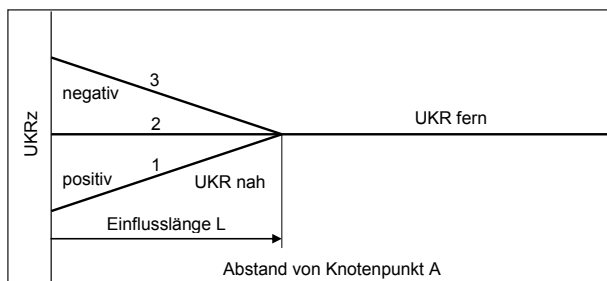 UKRz
3
negativ
2
UKR fern
1
positiv
UKR nah
Einflusslänge L
Abstand von Knotenpunkt A